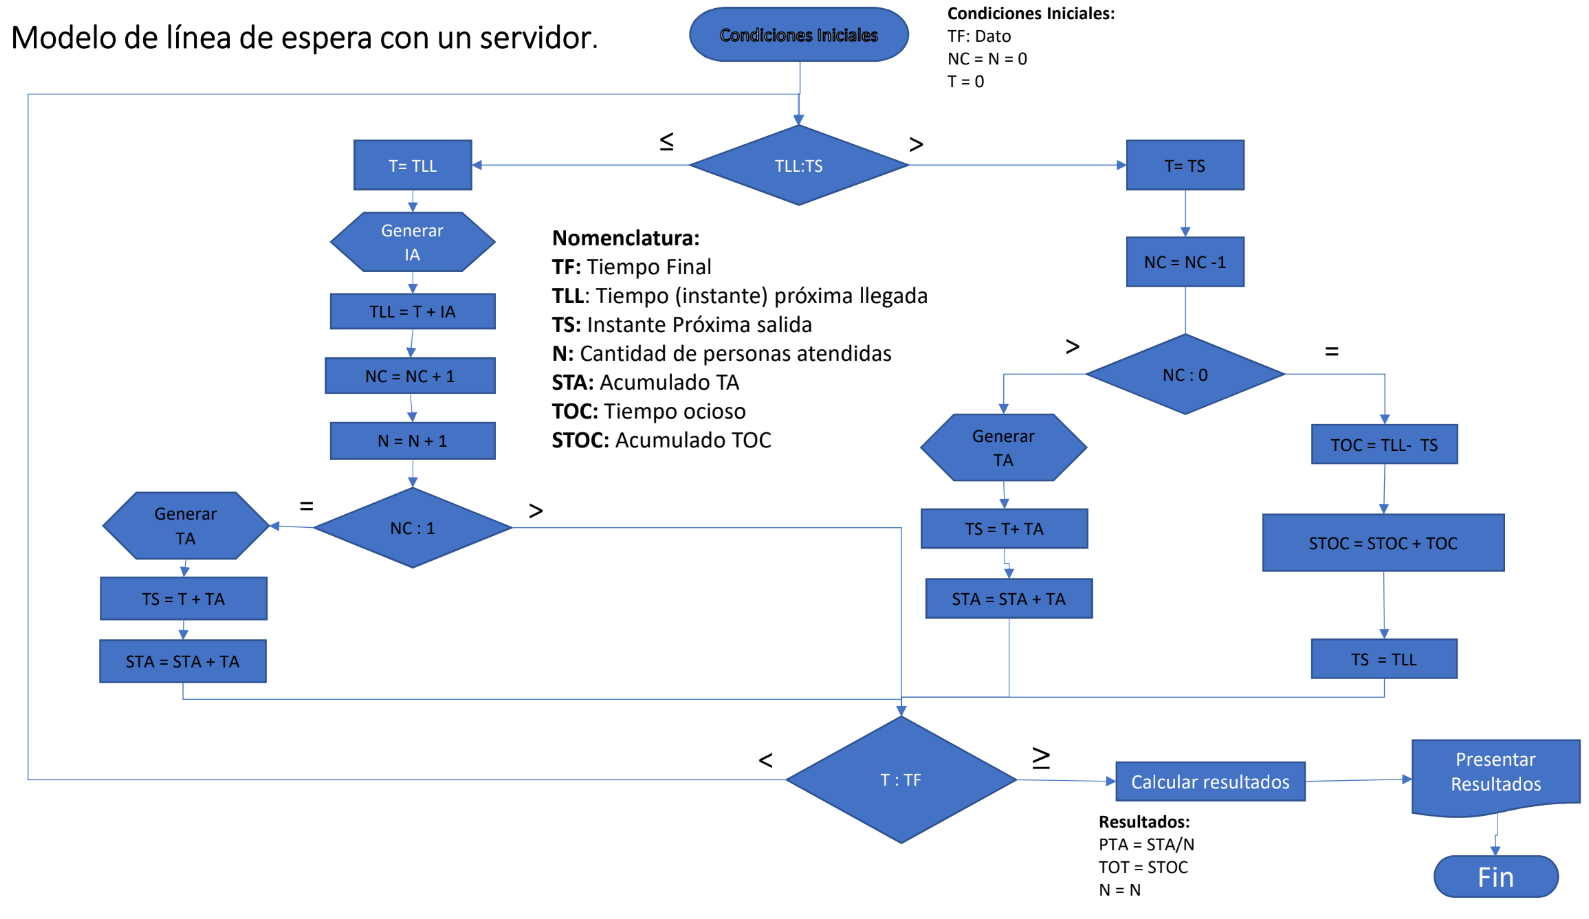 Modelo de línea de espera con un servidor.
Condiciones Iniciales
Condiciones Iniciales:
TF: Dato
NC = N = 0
T = 0
≤
TLL:TS
>
T= TLL
T= TS
Generar
IA
TLL = T + IA
NC = NC + 1
N = N + 1
=
NC : 1
>
Generar
TA
TS = T + TA
STA = STA + TA
Nomenclatura:
TF: Tiempo Final
TLL: Tiempo (instante) próxima llegada
TS: Instante Próxima salida
N: Cantidad de personas atendidas
STA: Acumulado TA
TOC: Tiempo ocioso
STOC: Acumulado TOC
NC = NC -1
>
NC : 0
=
Generar
TA
TS = T+ TA
STA = STA + TA
TOC = TLL- TS
STOC = STOC + TOC
TS = TLL
<
T : TF
≥
Calcular resultados
Presentar
Resultados
Resultados:
PTA = STA/N
TOT = STOC
N = N
Fin